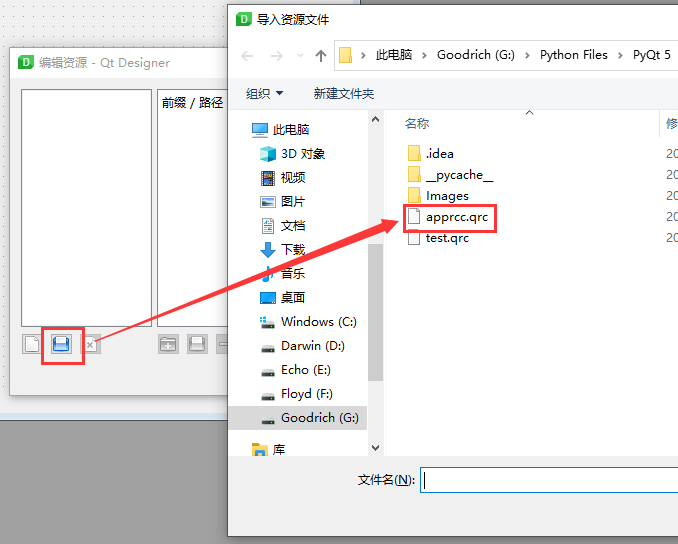 编辑资源 - Qt Designer
前缀 / 路径
导入资源文件
此电脑 > Goodrich (G:) > Python Files > PyQt 5
组织 新建文件夹
此电脑
3D 对象
视频
图片
文档
下载
音乐
桌面
Windows (C:)
Darwin (D:)
Echo (E:)
Floyd (F:)
Goodrich (G:)
库
名称 修
.idea 20
__pycache__ 20
Images 20
apprcc.qrc 20
test.qrc 20
文件名(N):